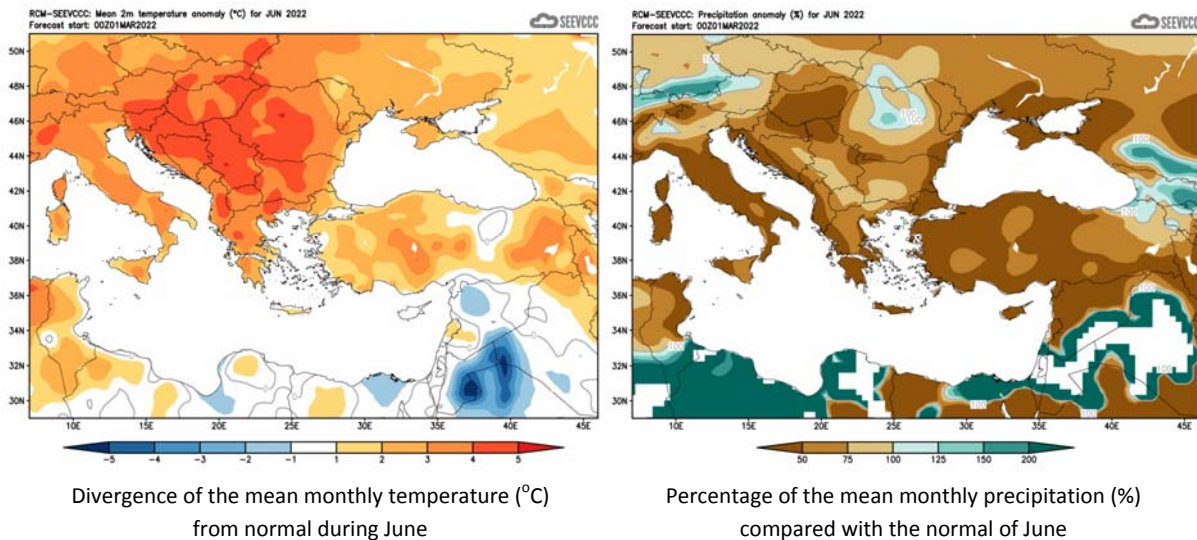 RCM-SEEVCCC: Mean 2m temperature anomaly (°C) for JUN 2022
Forecast start: 00Z01MAR2022
SEEVCCC
50N
48N
46N
44N
42N
40N
38N
36N
34N
32N
30N
10E 15E 20E 25E 30E 35E 40E 45E
-5 -4 -3 -2 -1 1 2 3 4 5
Divergence of the mean monthly temperature (°C)
from normal during June
RCM-SEEVCCC: Precipitation anomaly (%) for JUN 2022
Forecast start: 00Z01MAR2022
SEEVCCC
50N
48N
46N
44N
42N
40N
38N
36N
34N
32N
30N
10E 15E 20E 25E 30E 35E 40E 45E
50 75 100 125 150 200
Percentage of the mean monthly precipitation (%)
compared with the normal of June